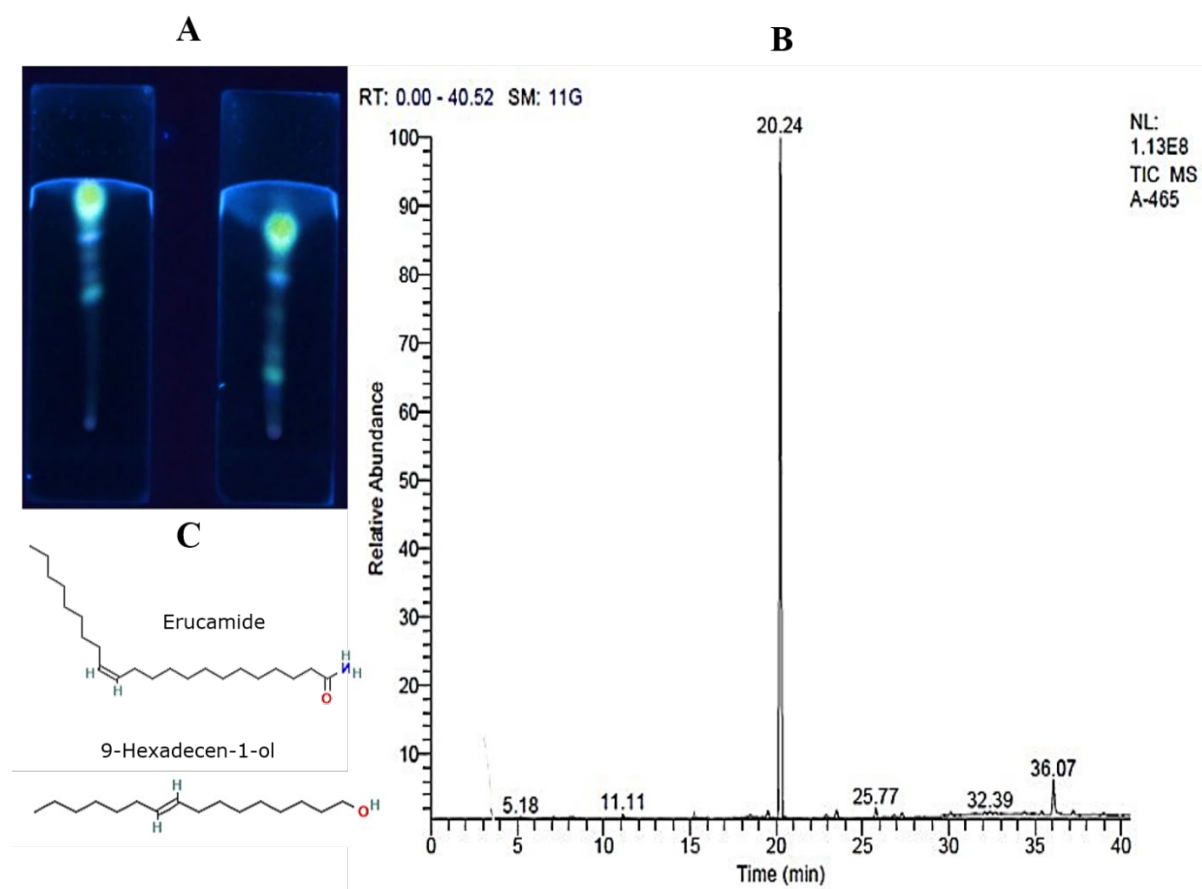 A
B
RT: 0.00 - 40.52 SM: 11G
NL:
1.13E8
TIC MS
A-465
20.24
100
90
80
70
60
50
40
30
20
10
Relative Abundance
5.18
11.11
25.77
32.39
36.07
0
5
10
15
20
25
30
35
40
Time (min)
C
Erucamide
H
H
H
N
H
O
9-Hexadecen-1-ol
H
H
O
H